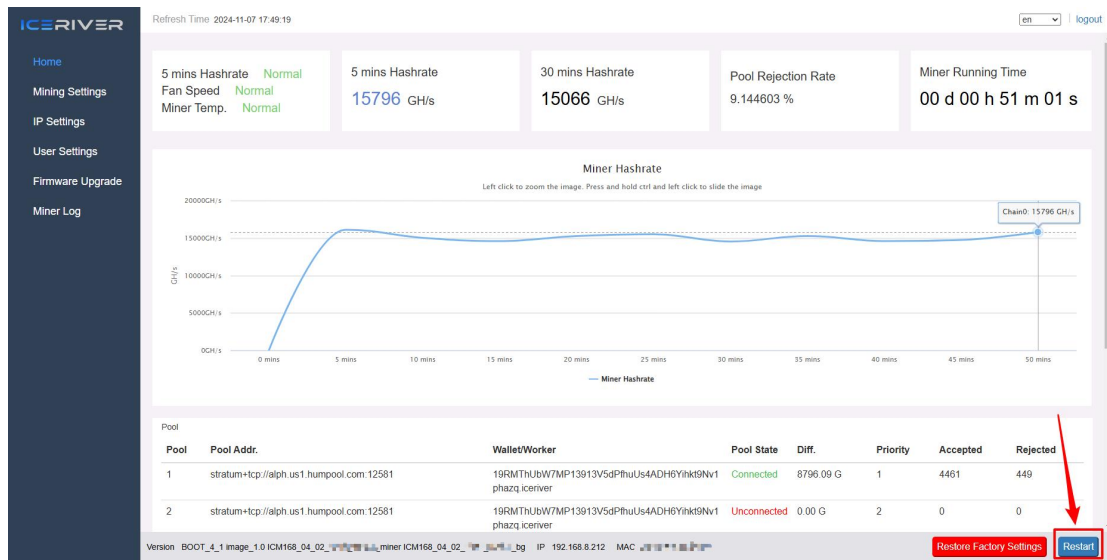 ICERIVER
Refresh Time 2024-11-07 17:49:19
en
logout
Home
Mining Settings
IP Settings
User Settings
Firmware Upgrade
Miner Log
5 mins Hashrate Normal
Fan Speed Normal
Miner Temp. Normal
5 mins Hashrate
15796 GH/s
30 mins Hashrate
15066 GH/s
Pool Rejection Rate
9.144603 %
Miner Running Time
00 d 00 h 51 m 01 s
Miner Hashrate
Left click to zoom the image. Press and hold ctrl and left click to slide the image
20000GH/s
15000GH/s
10000GH/s
5000GH/s
0GH/s
GH/s
Chain0: 15796 GH/s
0 mins 5 mins 10 mins 15 mins 20 mins 25 mins 30 mins 35 mins 40 mins 45 mins 50 mins
Miner Hashrate
Pool
Pool Pool Addr. Wallet/Worker Pool State Diff. Priority Accepted Rejected
1 stratum+tcp://alph.us1.humpool.com:12581 19RMThUbW7MP13913V5dPfhuUs4ADH6Yihkt9Nv1 Connected 8796.09 G 1 4461 449
phazq.iceriver
2 stratum+tcp://alph.us1.humpool.com:12581 19RMThUbW7MP13913V5dPfhuUs4ADH6Yihkt9Nv1 Unconnected 0.00 G 2 0 0
phazq.iceriver
Version BOOT_4_1 image_1.0 ICM168_04_02_ miner ICM168_04_02_ _bg IP 192.168.8.212 MAC
Restore Factory Settings
Restart